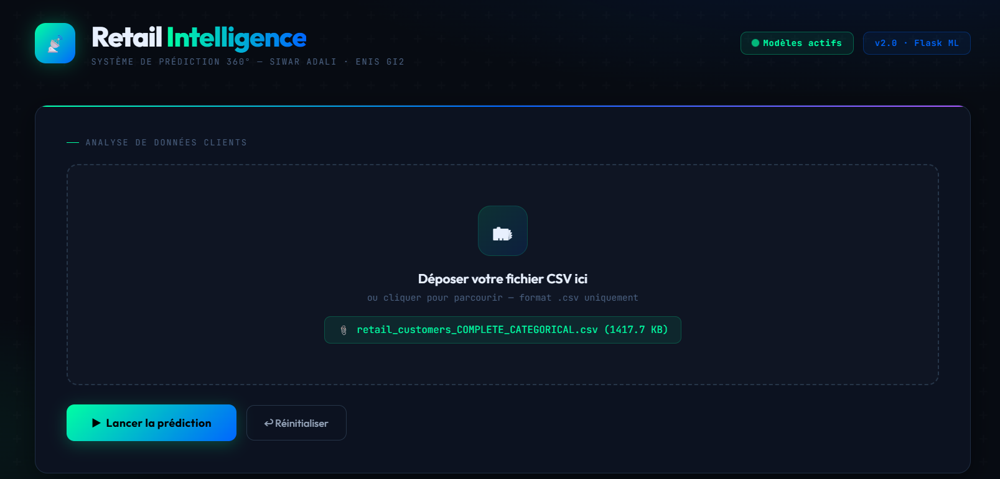 Retail Intelligence
SYSTÈME DE PRÉDICTION 360° — SIWAR ADALI · ENIS GI2
Modèles actifs
v2.0 · Flask ML
ANALYSE DE DONNÉES CLIENTS
Déposer votre fichier CSV ici
ou cliquer pour parcourir — format .csv uniquement
retail_customers_COMPLETE_CATEGORICAL.csv (1417.7 KB)
▶ Lancer la prédiction
↩ Réinitialiser